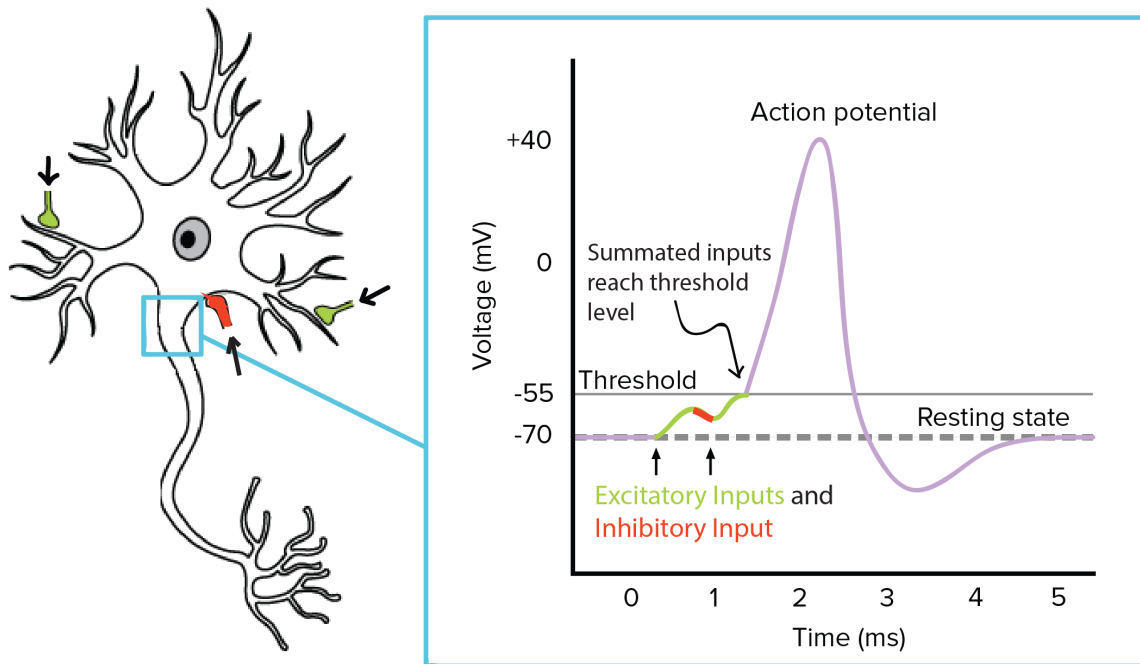 Action potential
+40
Summated inputs
reach threshold
level
0
Voltage (mV)
Threshold
-55
Resting state
-70
Excitatory Inputs and
Inhibitory Input
0 1 2 3 4 5
Time (ms)